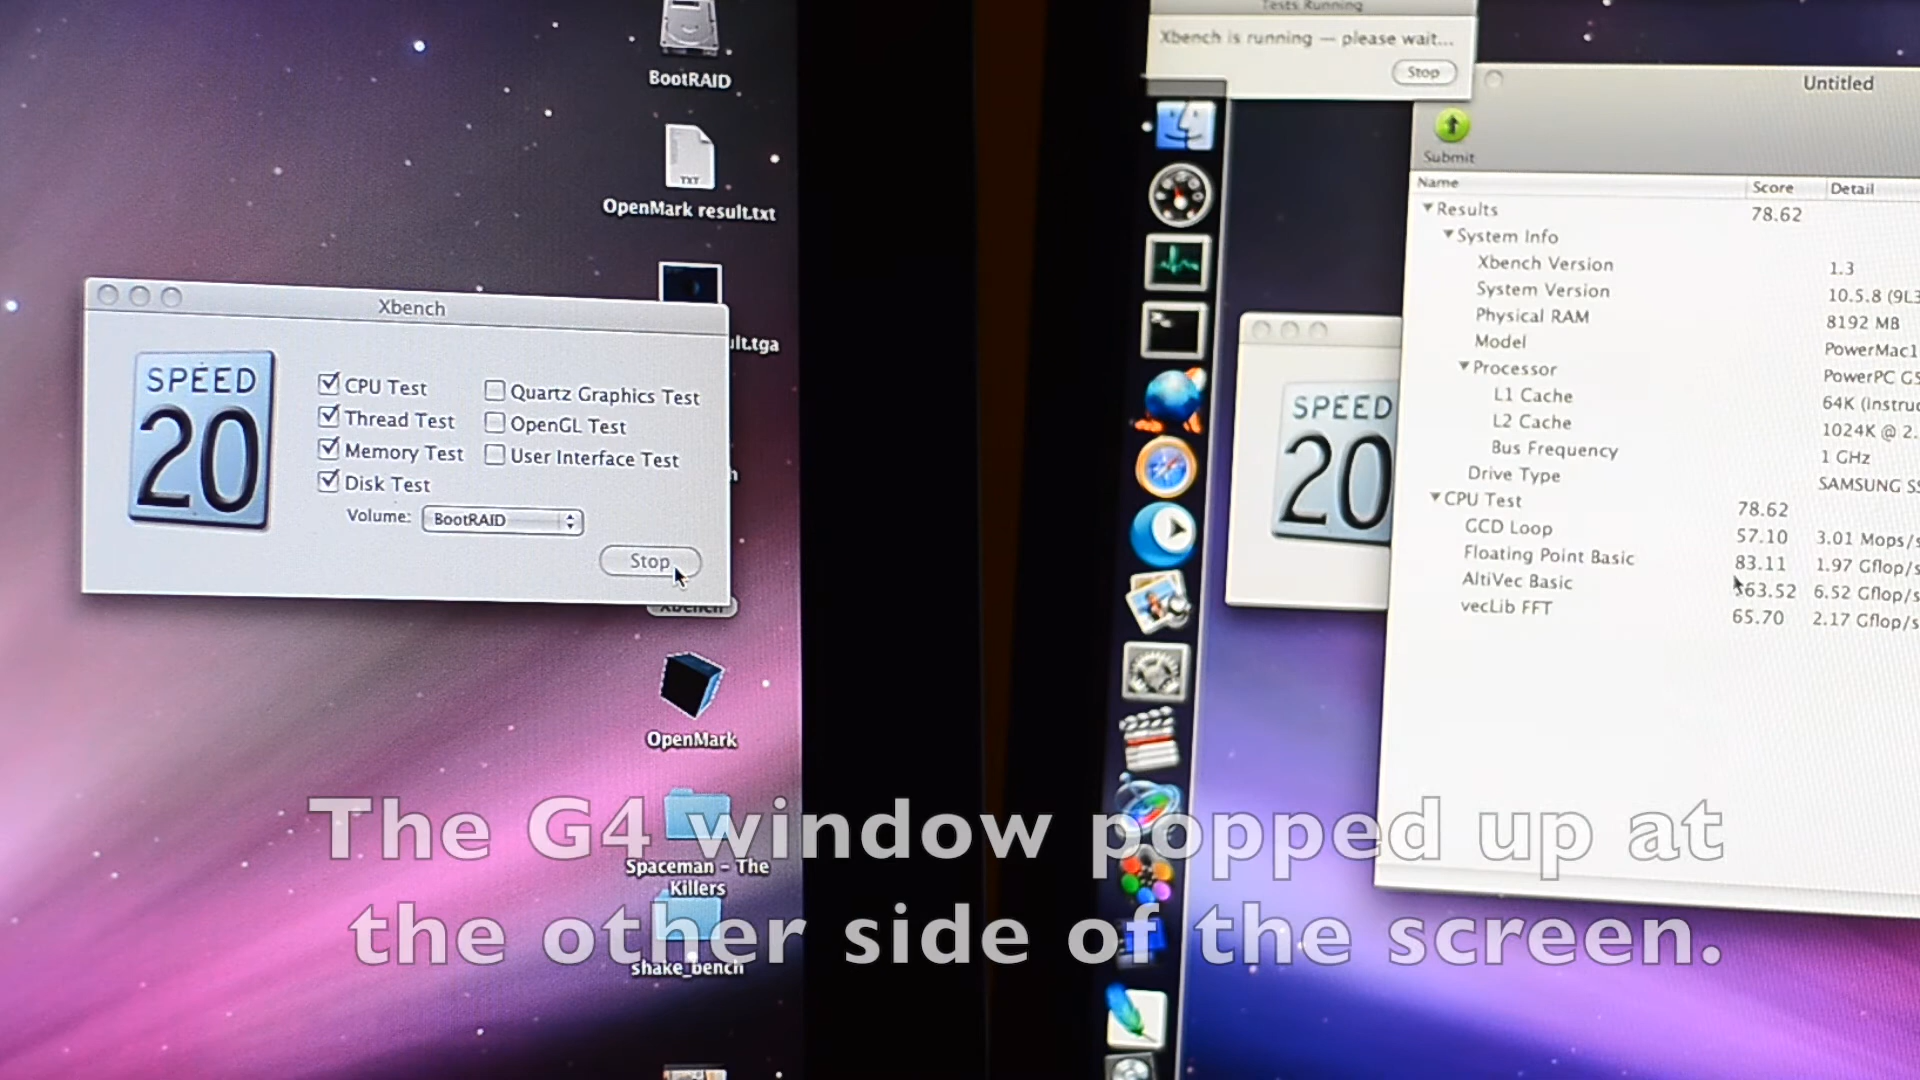 BootRAID
TXT
OpenMark result.txt
ult.tga
Xbench
SPEED
20
CPU Test
Thread Test
Memory Test
Disk Test
Quartz Graphics Test
OpenGL Test
User Interface Test
Volume: BootRAID
Stop
Xbench
OpenMark
Spaceman – The
Killers
shake_bench
Tests Running
Xbench is running — please wait...
Stop
Untitled
Submit
Name Score Detail
Results 78.62
System Info
Xbench Version 1.3
System Version 10.5.8 (9L3
Physical RAM 8192 MB
Model PowerMac1
Processor PowerPC G5
L1 Cache 64K (instruc
L2 Cache 1024K @ 2.
Bus Frequency 1 GHz
Drive Type SAMSUNG SS
CPU Test 78.62
GCD Loop 57.10 3.01 Mops/s
Floating Point Basic 83.11 1.97 Gflop/s
AltiVec Basic 63.52 6.52 Gflop/s
vecLib FFT 65.70 2.17 Gflop/s
SPEED
20
The G4 window popped up at
the other side of the screen.